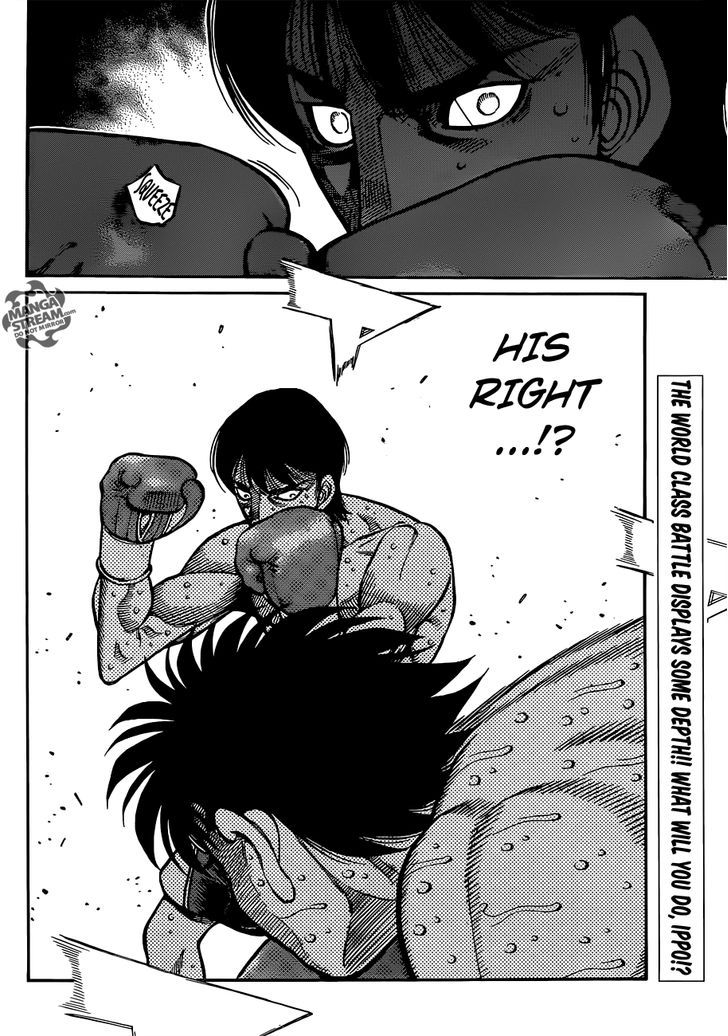 SQUEEZE
MANGA
STREAM.com
DO NOT MIRROR
HIS
RIGHT
...!?
THE WORLD CLASS BATTLE DISPLAYS SOME DEPTH!! WHAT WILL YOU DO, IPPO!?